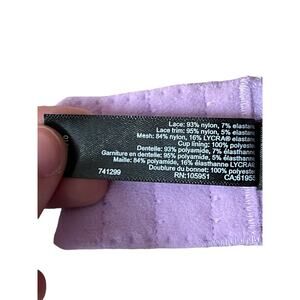 Lace: 93% nylon, 7% elastane
Lace trim: 95% nylon, 5% elastane
Mesh: 84% nylon, 16% LYCRA® elastane
Cup lining: 100% polyester
Dentelle: 93% polyamide, 7% élasthanne
Garniture en dentelle: 95% polyamide, 5% élasthanne
Maille: 84% polyamide, 16% élasthanne LYCRA®
Doublure du bonnet: 100% polyester
741299 RN:105951 CA:61955